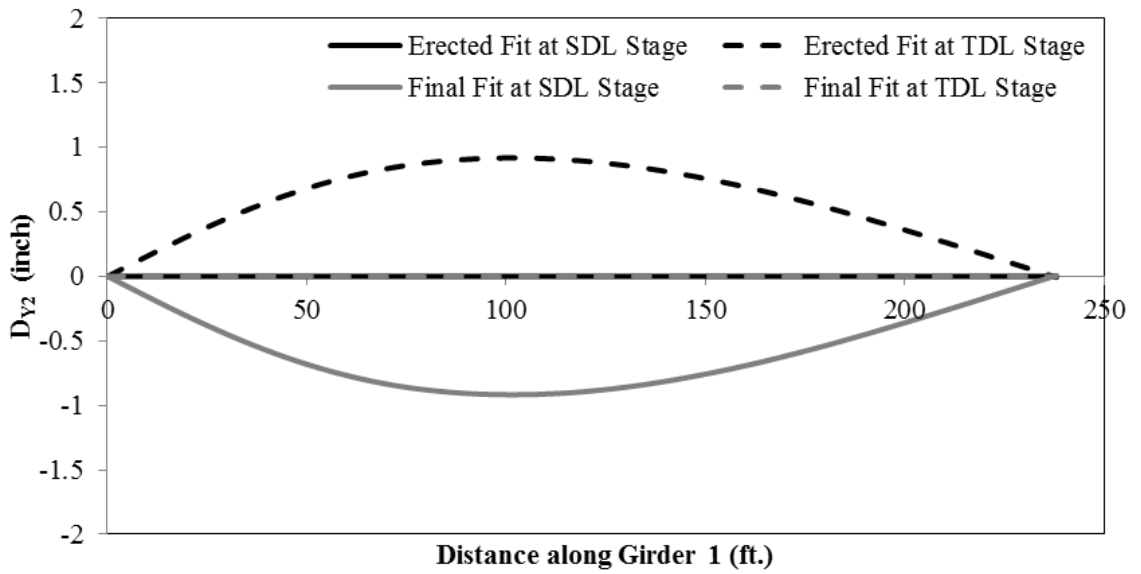 2
1.5
1
0.5
0
-0.5
-1
-1.5
-2
D_Y2 (inch)
Erected Fit at SDL Stage Erected Fit at TDL Stage
Final Fit at SDL Stage Final Fit at TDL Stage
0 50 100 150 200 250
Distance along Girder 1 (ft.)